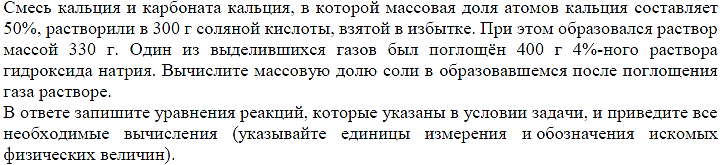 Смесь кальция и карбоната кальция, в которой массовая доля атомов кальция составляет
50%, растворили в 300 г соляной кислоты, взятой в избытке. При этом образовался раствор
массой 330 г. Один из выделившихся газов был поглощён 400 г 4%-ного раствора
гидроксида натрия. Вычислите массовую долю соли в образовавшемся после поглощения
газа растворе.
В ответе запишите уравнения реакций, которые указаны в условии задачи, и приведите все
необходимые вычисления (указывайте единицы измерения и обозначения искомых
физических величин).